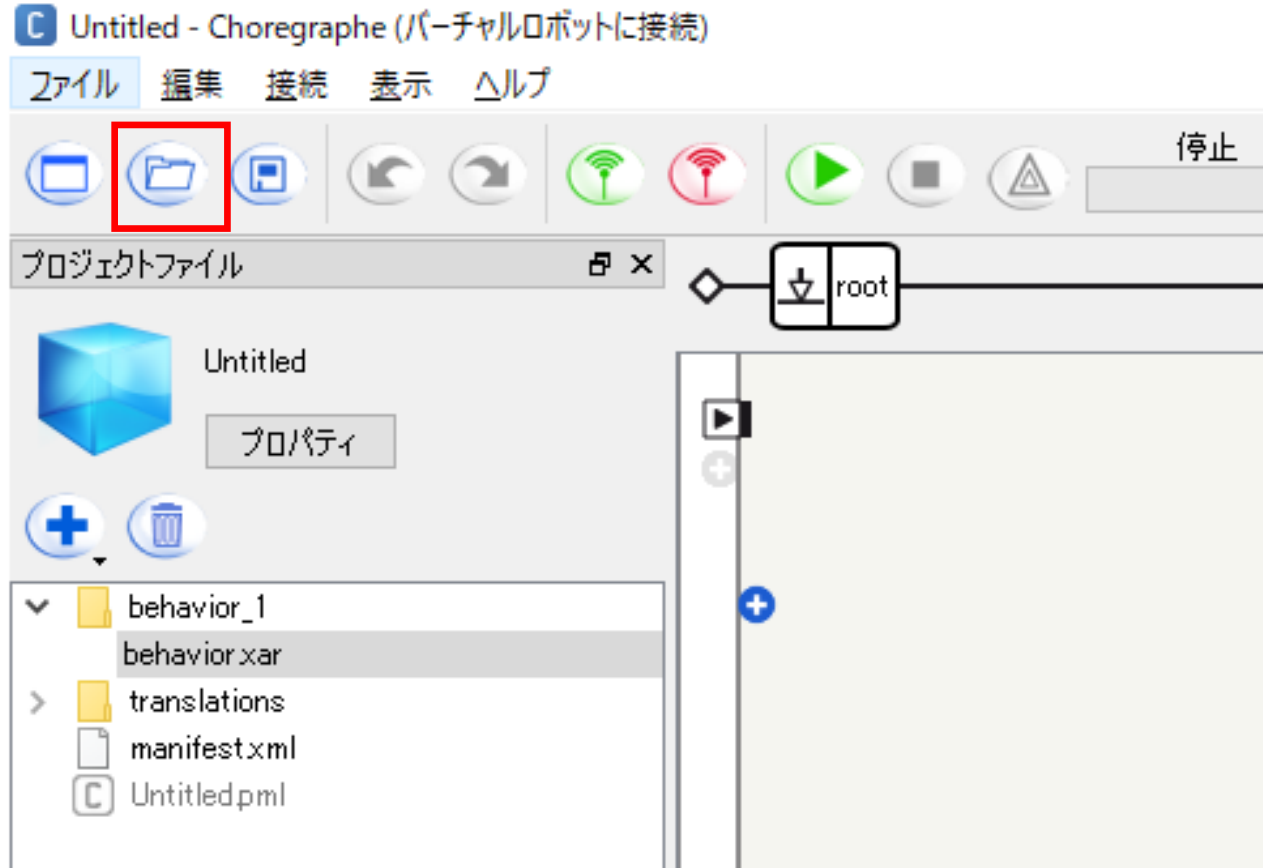 Untitled - Choregraphe (バーチャルロボットに接続)
ファイル 編集 接続 表示 ヘルプ
停止
プロジェクトファイル
root
Untitled
プロパティ
behavior_1
behavior.xar
translations
manifest.xml
Untitled.pml